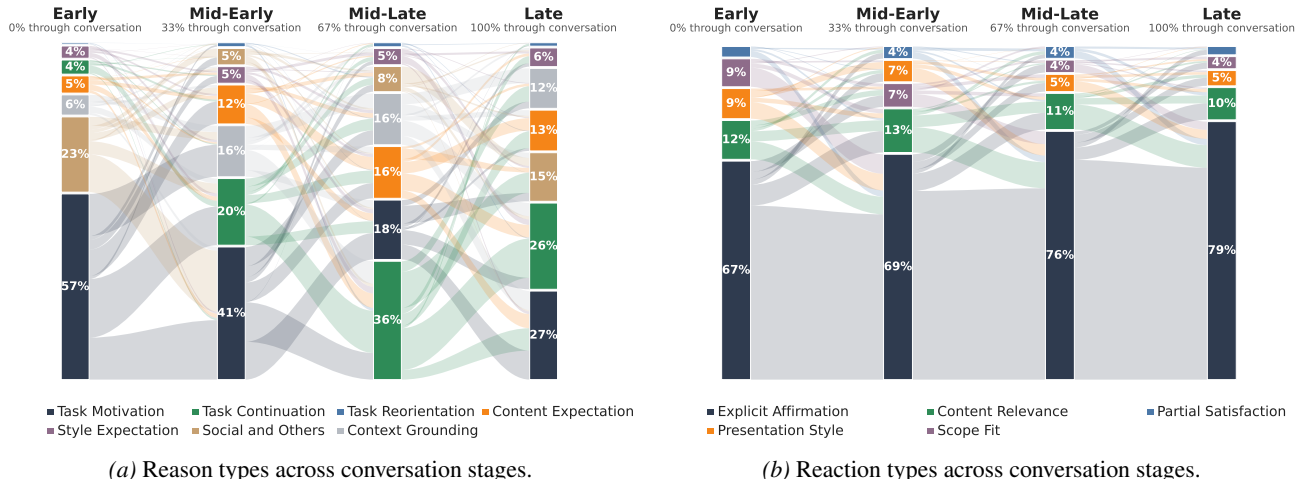 Early
0% through conversation
Mid-Early
33% through conversation
Mid-Late
67% through conversation
Late
100% through conversation
4%
4%
5%
6%
23%
57%
5%
5%
12%
16%
20%
41%
5%
8%
16%
16%
18%
36%
6%
12%
13%
15%
26%
27%
Task Motivation
Task Continuation
Task Reorientation
Content Expectation
Style Expectation
Social and Others
Context Grounding
(a) Reason types across conversation stages.
Early
0% through conversation
Mid-Early
33% through conversation
Mid-Late
67% through conversation
Late
100% through conversation
9%
9%
12%
67%
4%
7%
7%
13%
69%
4%
4%
5%
11%
76%
4%
5%
10%
79%
Explicit Affirmation
Content Relevance
Partial Satisfaction
Presentation Style
Scope Fit
(b) Reaction types across conversation stages.